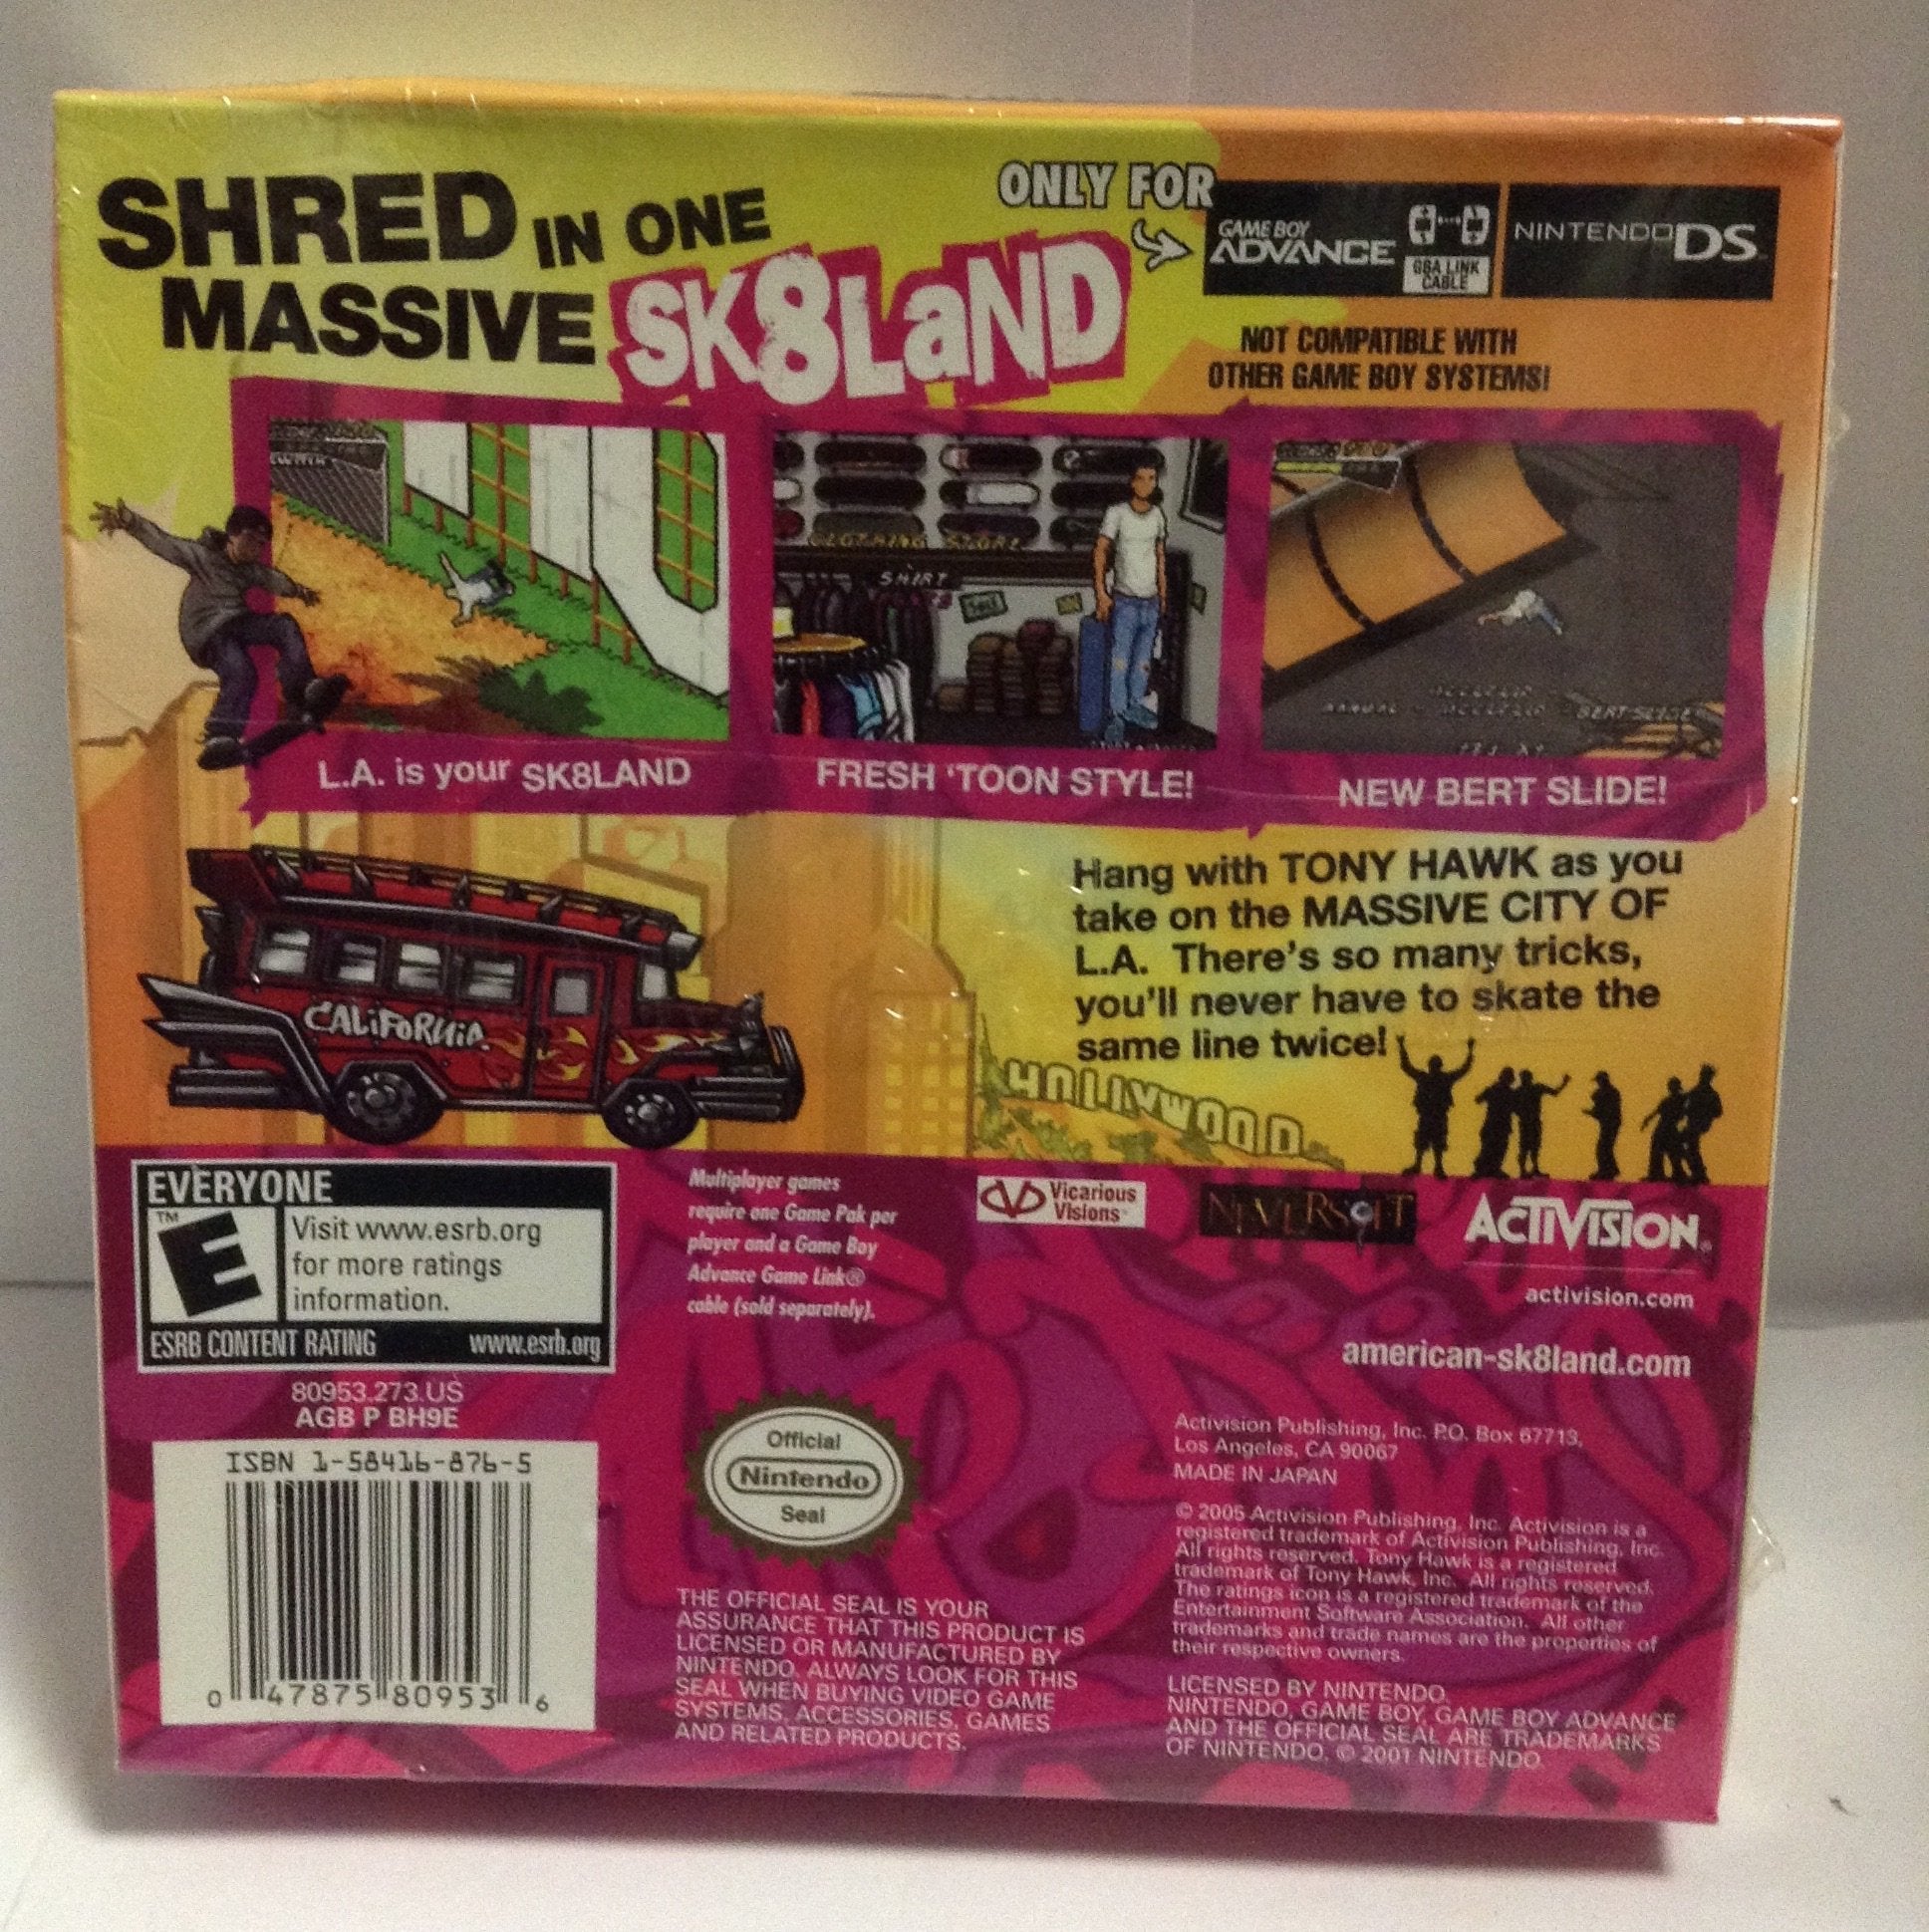 SHRED IN ONE
MASSIVE SK8LaND
ONLY FOR
GAME BOY
ADVANCE
GBA LINK
CABLE
NINTENDO DS
NOT COMPATIBLE WITH
OTHER GAME BOY SYSTEMS!
CLOTHING STORE
SHIRT
SALE
MANUAL
BERT SLIDE
L.A. is your SK8LAND
FRESH 'TOON STYLE!
NEW BERT SLIDE!
Hang with TONY HAWK as you
take on the MASSIVE CITY OF
L.A. There's so many tricks,
you'll never have to skate the
same line twice!
CALiFORNiA
HOLLYWOOD
EVERYONE
TM
E
Visit www.esrb.org
for more ratings
information.
ESRB CONTENT RATING www.esrb.org
Multiplayer games
require one Game Pak per
player and a Game Boy
Advance Game Link®
cable (sold separately).
Vicarious
Visions
NEVERSOFT
ACTIVISION
activision.com
american-sk8land.com
80953.273.US
AGB P BH9E
ISBN 1-58416-876-5
0 47875 80953 6
Official
Nintendo
Seal
THE OFFICIAL SEAL IS YOUR
ASSURANCE THAT THIS PRODUCT IS
LICENSED OR MANUFACTURED BY
NINTENDO. ALWAYS LOOK FOR THIS
SEAL WHEN BUYING VIDEO GAME
SYSTEMS, ACCESSORIES, GAMES
AND RELATED PRODUCTS.
Activision Publishing, Inc. P.O. Box 67713,
Los Angeles, CA 90067
MADE IN JAPAN
© 2005 Activision Publishing, Inc. Activision is a
registered trademark of Activision Publishing, Inc.
All rights reserved. Tony Hawk is a registered
trademark of Tony Hawk, Inc. All rights reserved.
The ratings icon is a registered trademark of the
Entertainment Software Association. All other
trademarks and trade names are the properties of
their respective owners.
LICENSED BY NINTENDO.
NINTENDO, GAME BOY, GAME BOY ADVANCE
AND THE OFFICIAL SEAL ARE TRADEMARKS
OF NINTENDO. © 2001 NINTENDO.